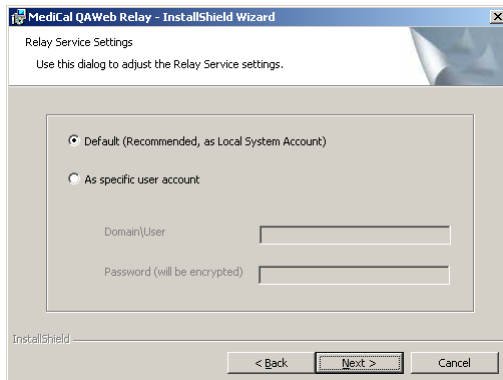 MediCal QAWeb Relay - InstallShield Wizard
Relay Service Settings
Use this dialog to adjust the Relay Service settings.
Default (Recommended, as Local System Account)
As specific user account
Domain\User
Password (will be encrypted)
InstallShield
< Back Next > Cancel